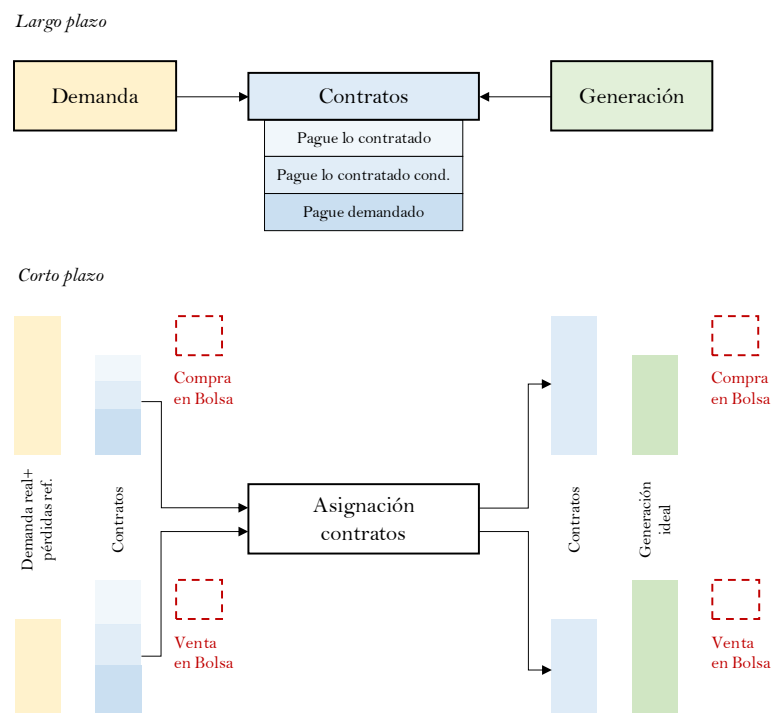 Largo plazo
Demanda
Contratos
Generación
Pague lo contratado
Pague lo contratado cond.
Pague demandado
Corto plazo
Compra
en Bolsa
Compra
en Bolsa
Demanda real+
pérdidas ref.
Contratos
Asignación
contratos
Contratos
Generación
ideal
Venta
en Bolsa
Venta
en Bolsa